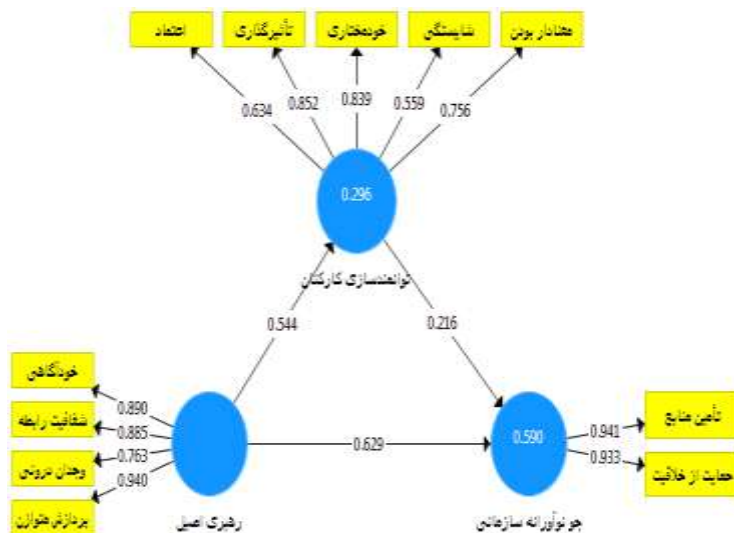 اعتماد
تأثیرگذاری
خودمختاری
شایستگی
معنادار بودن
0.634
0.852
0.839
0.559
0.756
0.296
توانمندسازی کارکنان
0.544
0.216
خودآگاهی
شفافیت رابطه
وجدان درونی
پردازش متوازن
0.890
0.885
0.763
0.940
رهبری اصیل
0.629
0.590
جو نوآورانه سازمانی
0.941
0.933
تأمین منابع
حمایت از خلاقیت